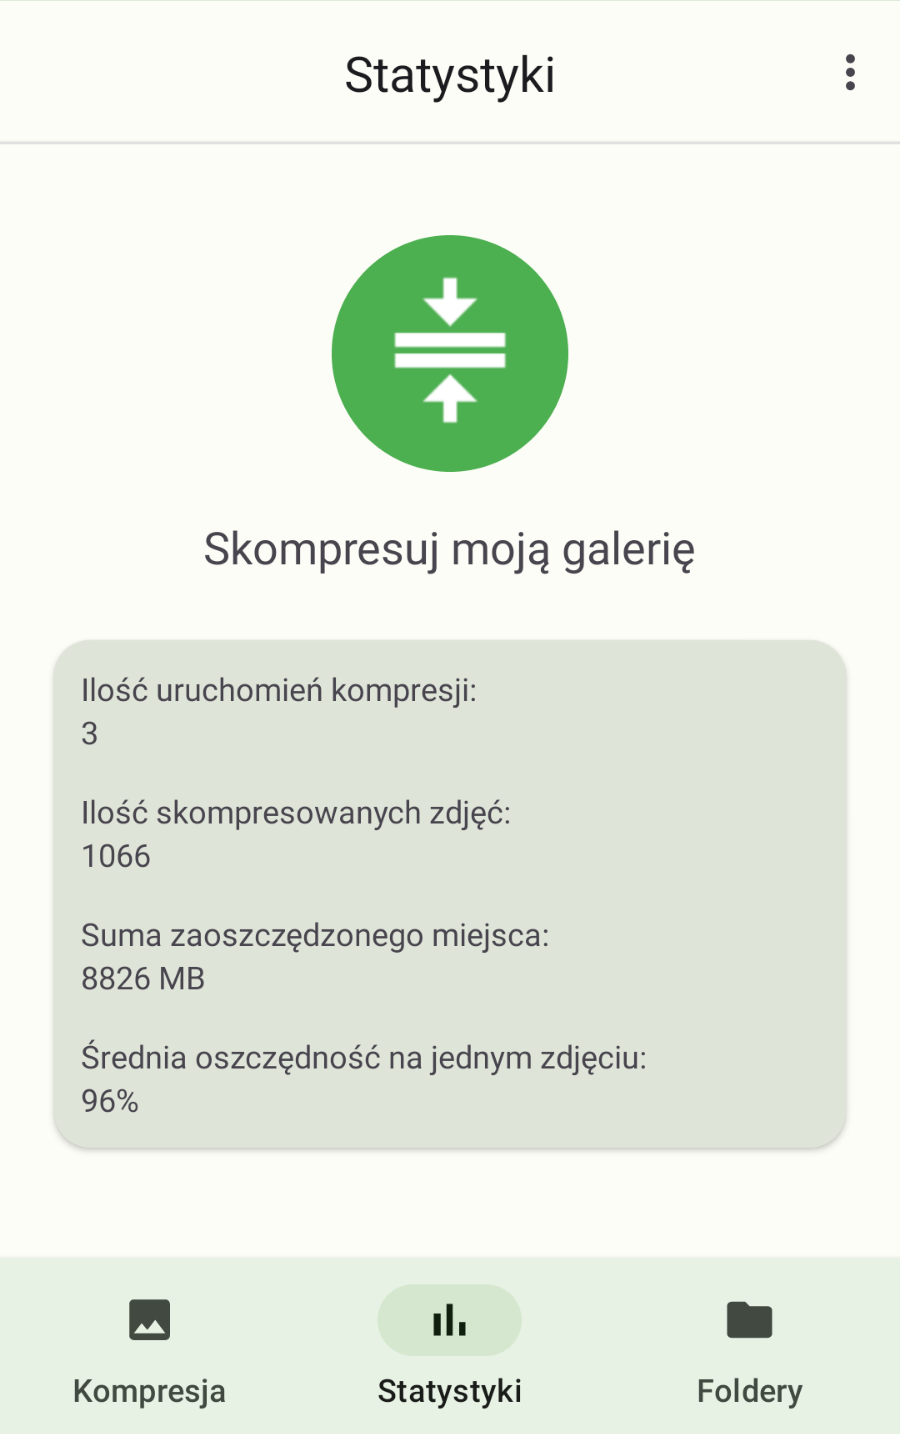 Statystyki
Skompresuj moją galerię
Ilość uruchomień kompresji:
3
Ilość skompresowanych zdjęć:
1066
Suma zaoszczędzonego miejsca:
8826 MB
Średnia oszczędność na jednym zdjęciu:
96%
Kompresja
Statystyki
Foldery